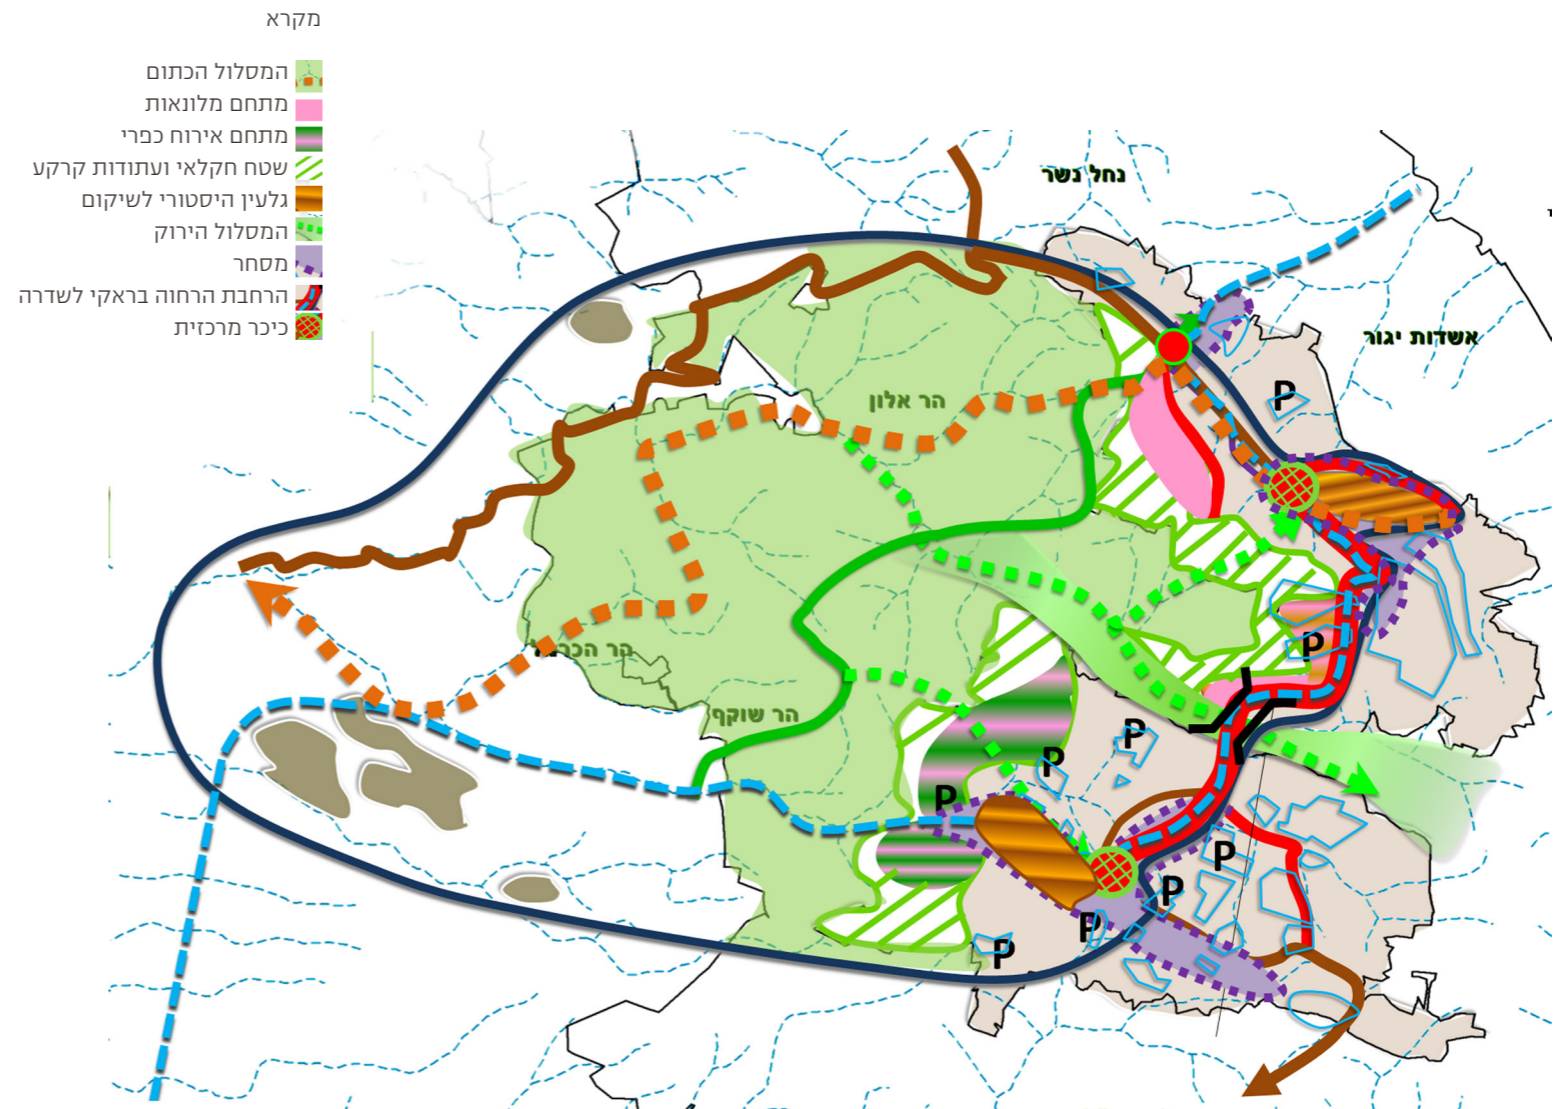 מקרא
המסלול הכתום
מתחם מלונאות
מתחם אירוח כפרי
שטח חקלאי ועתודות קרקע
גלעין היסטורי לשיקום
המסלול הירוק
מסחר
הרחבת הרחוה בראקי לשדרה
כיכר מרכזית
נחל נשר
אשדות יגור
הר אלון
P
הר שוקף
P
P
P
P
P
P
P
P